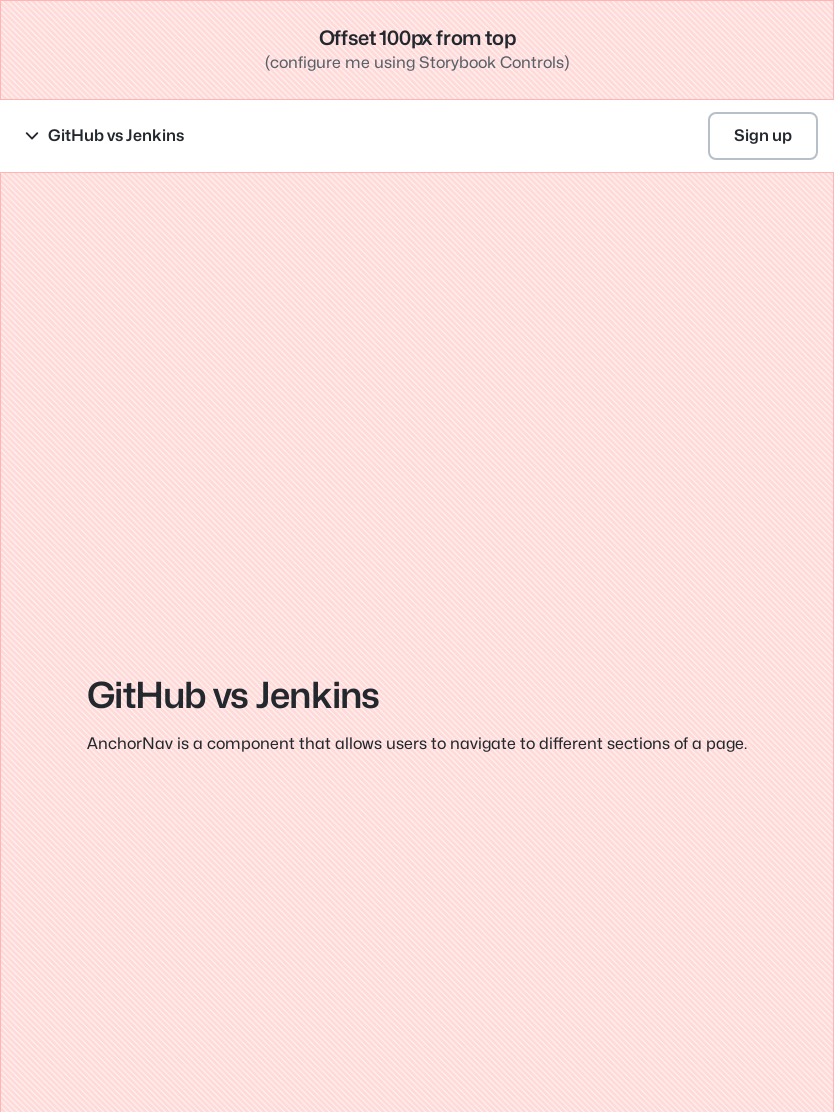 Offset 100px from top
(configure me using Storybook Controls)
GitHub vs Jenkins
Sign up
GitHub vs Jenkins
AnchorNav is a component that allows users to navigate to different sections of a page.